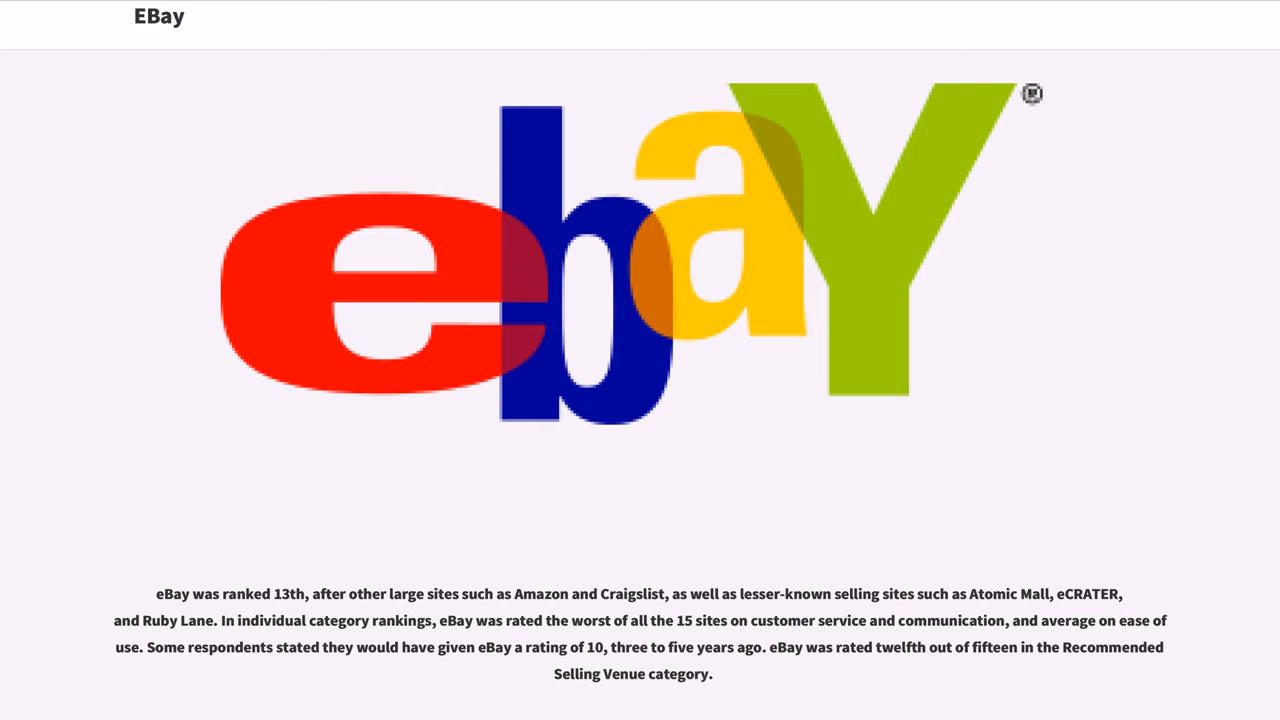 EBay
ebaY®
eBay was ranked 13th, after other large sites such as Amazon and Craigslist, as well as lesser-known selling sites such as Atomic Mall, eCRATER,
and Ruby Lane. In individual category rankings, eBay was rated the worst of all the 15 sites on customer service and communication, and average on ease of
use. Some respondents stated they would have given eBay a rating of 10, three to five years ago. eBay was rated twelfth out of fifteen in the Recommended
Selling Venue category.